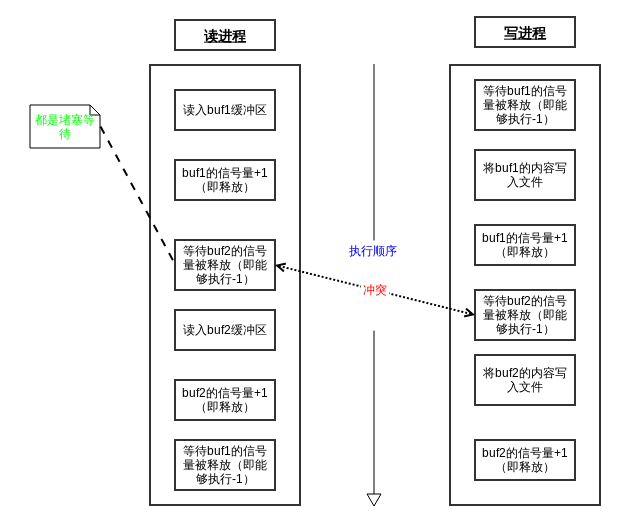 读进程
写进程
都是堵塞等
待
读入buf1缓冲区
buf1的信号量+1
（即释放）
等待buf2的信号
量被释放（即能
够执行-1）
读入buf2缓冲区
buf2的信号量+1
（即释放）
等待buf1的信号
量被释放（即能
够执行-1）
执行顺序
冲突
等待buf1的信号
量被释放（即能
够执行-1）
将buf1的内容写
入文件
buf1的信号量+1
（即释放）
等待buf2的信号
量被释放（即能
够执行-1）
将buf2的内容写
入文件
buf2的信号量+1
（即释放）